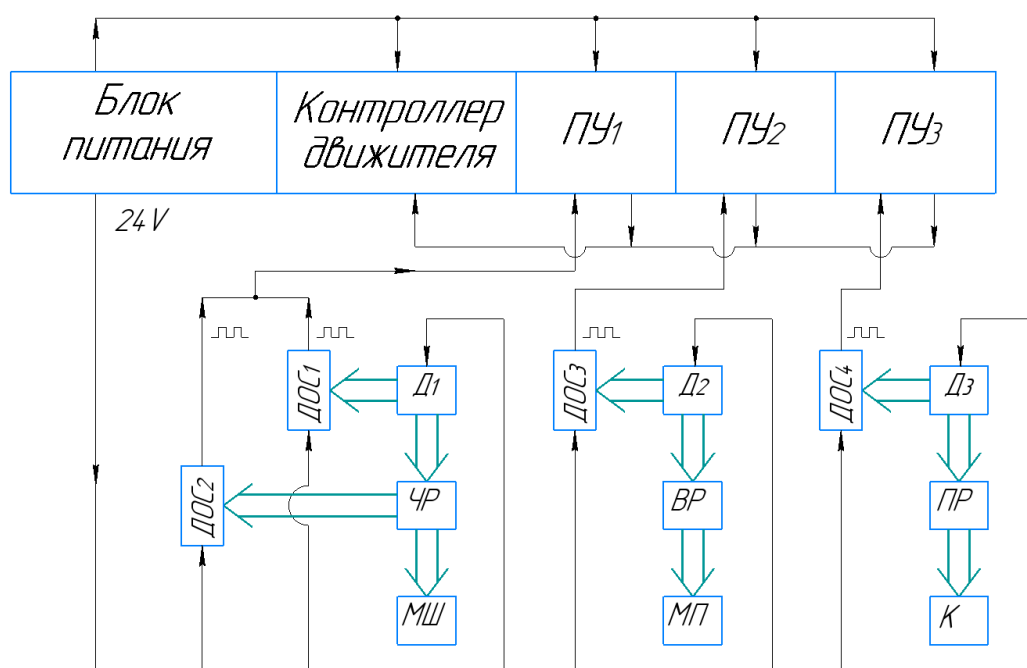 Блок
питания
Контроллер
движителя
ПУ1
ПУ2
ПУ3
24V
ДОС1
Д1
ДОС3
Д2
ДОС4
Д3
ДОС2
ЧР
ВР
ПР
МШ
МП
К